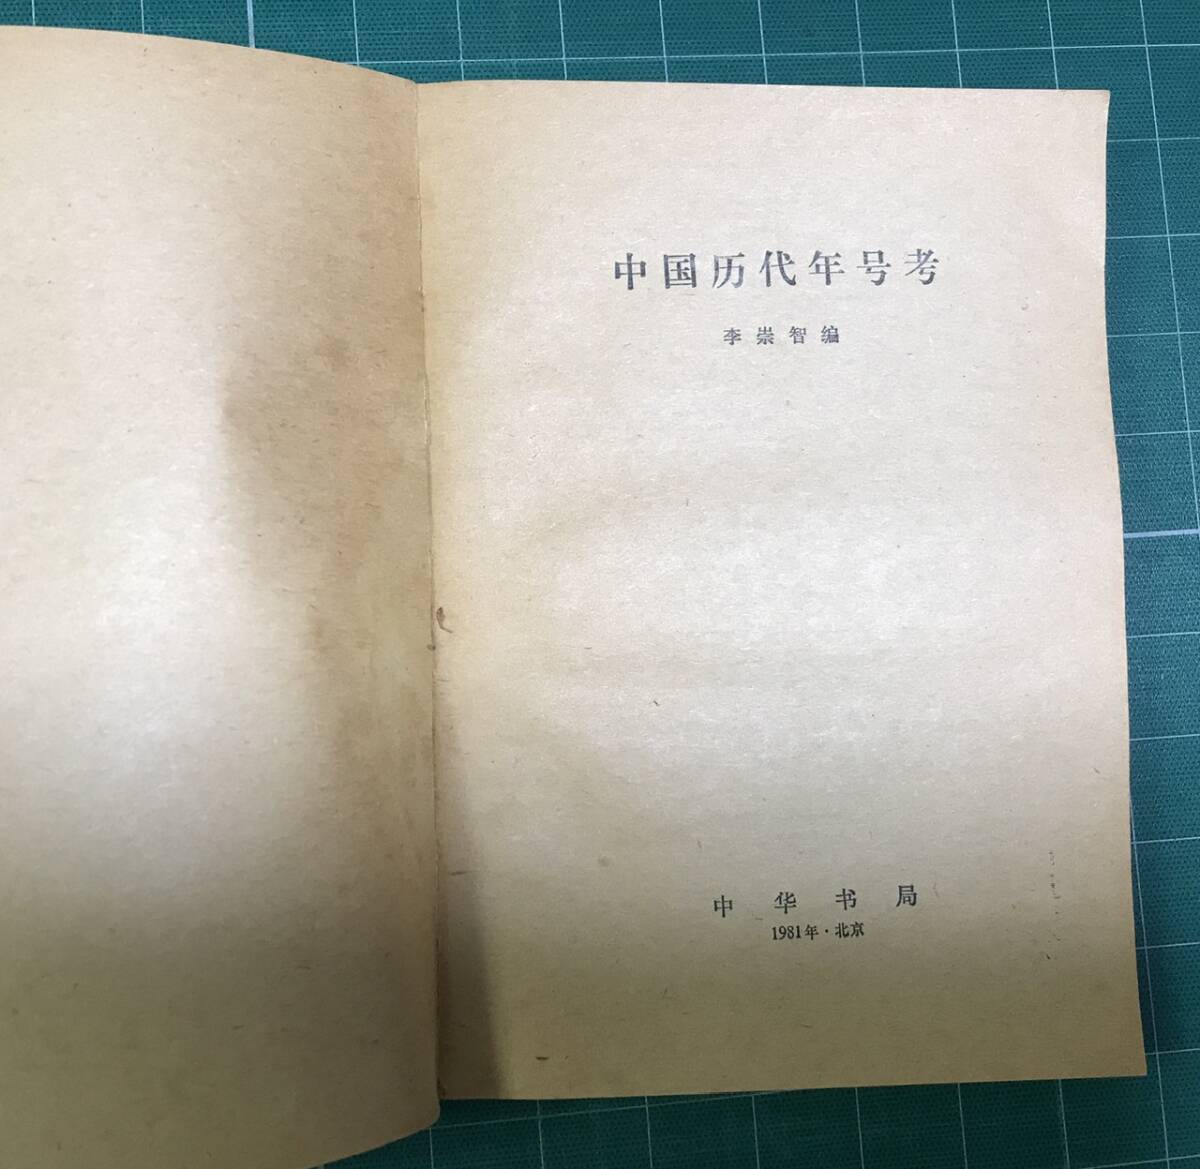 中国历代年号考
李崇智编
中华书局
1981年·北京